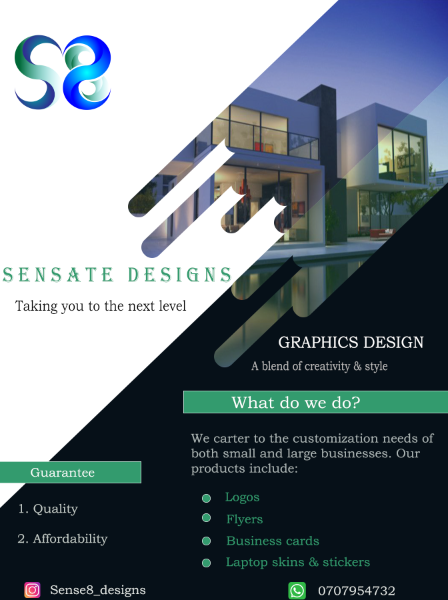 S8
SENSATE DESIGNS
Taking you to the next level
GRAPHICS DESIGN
A blend of creativity & style
What do we do?
We carter to the customization needs of
both small and large businesses. Our
products include:
Logos
Flyers
Business cards
Laptop skins & stickers
Guarantee
1. Quality
2. Affordability
Sense8_designs
0707954732